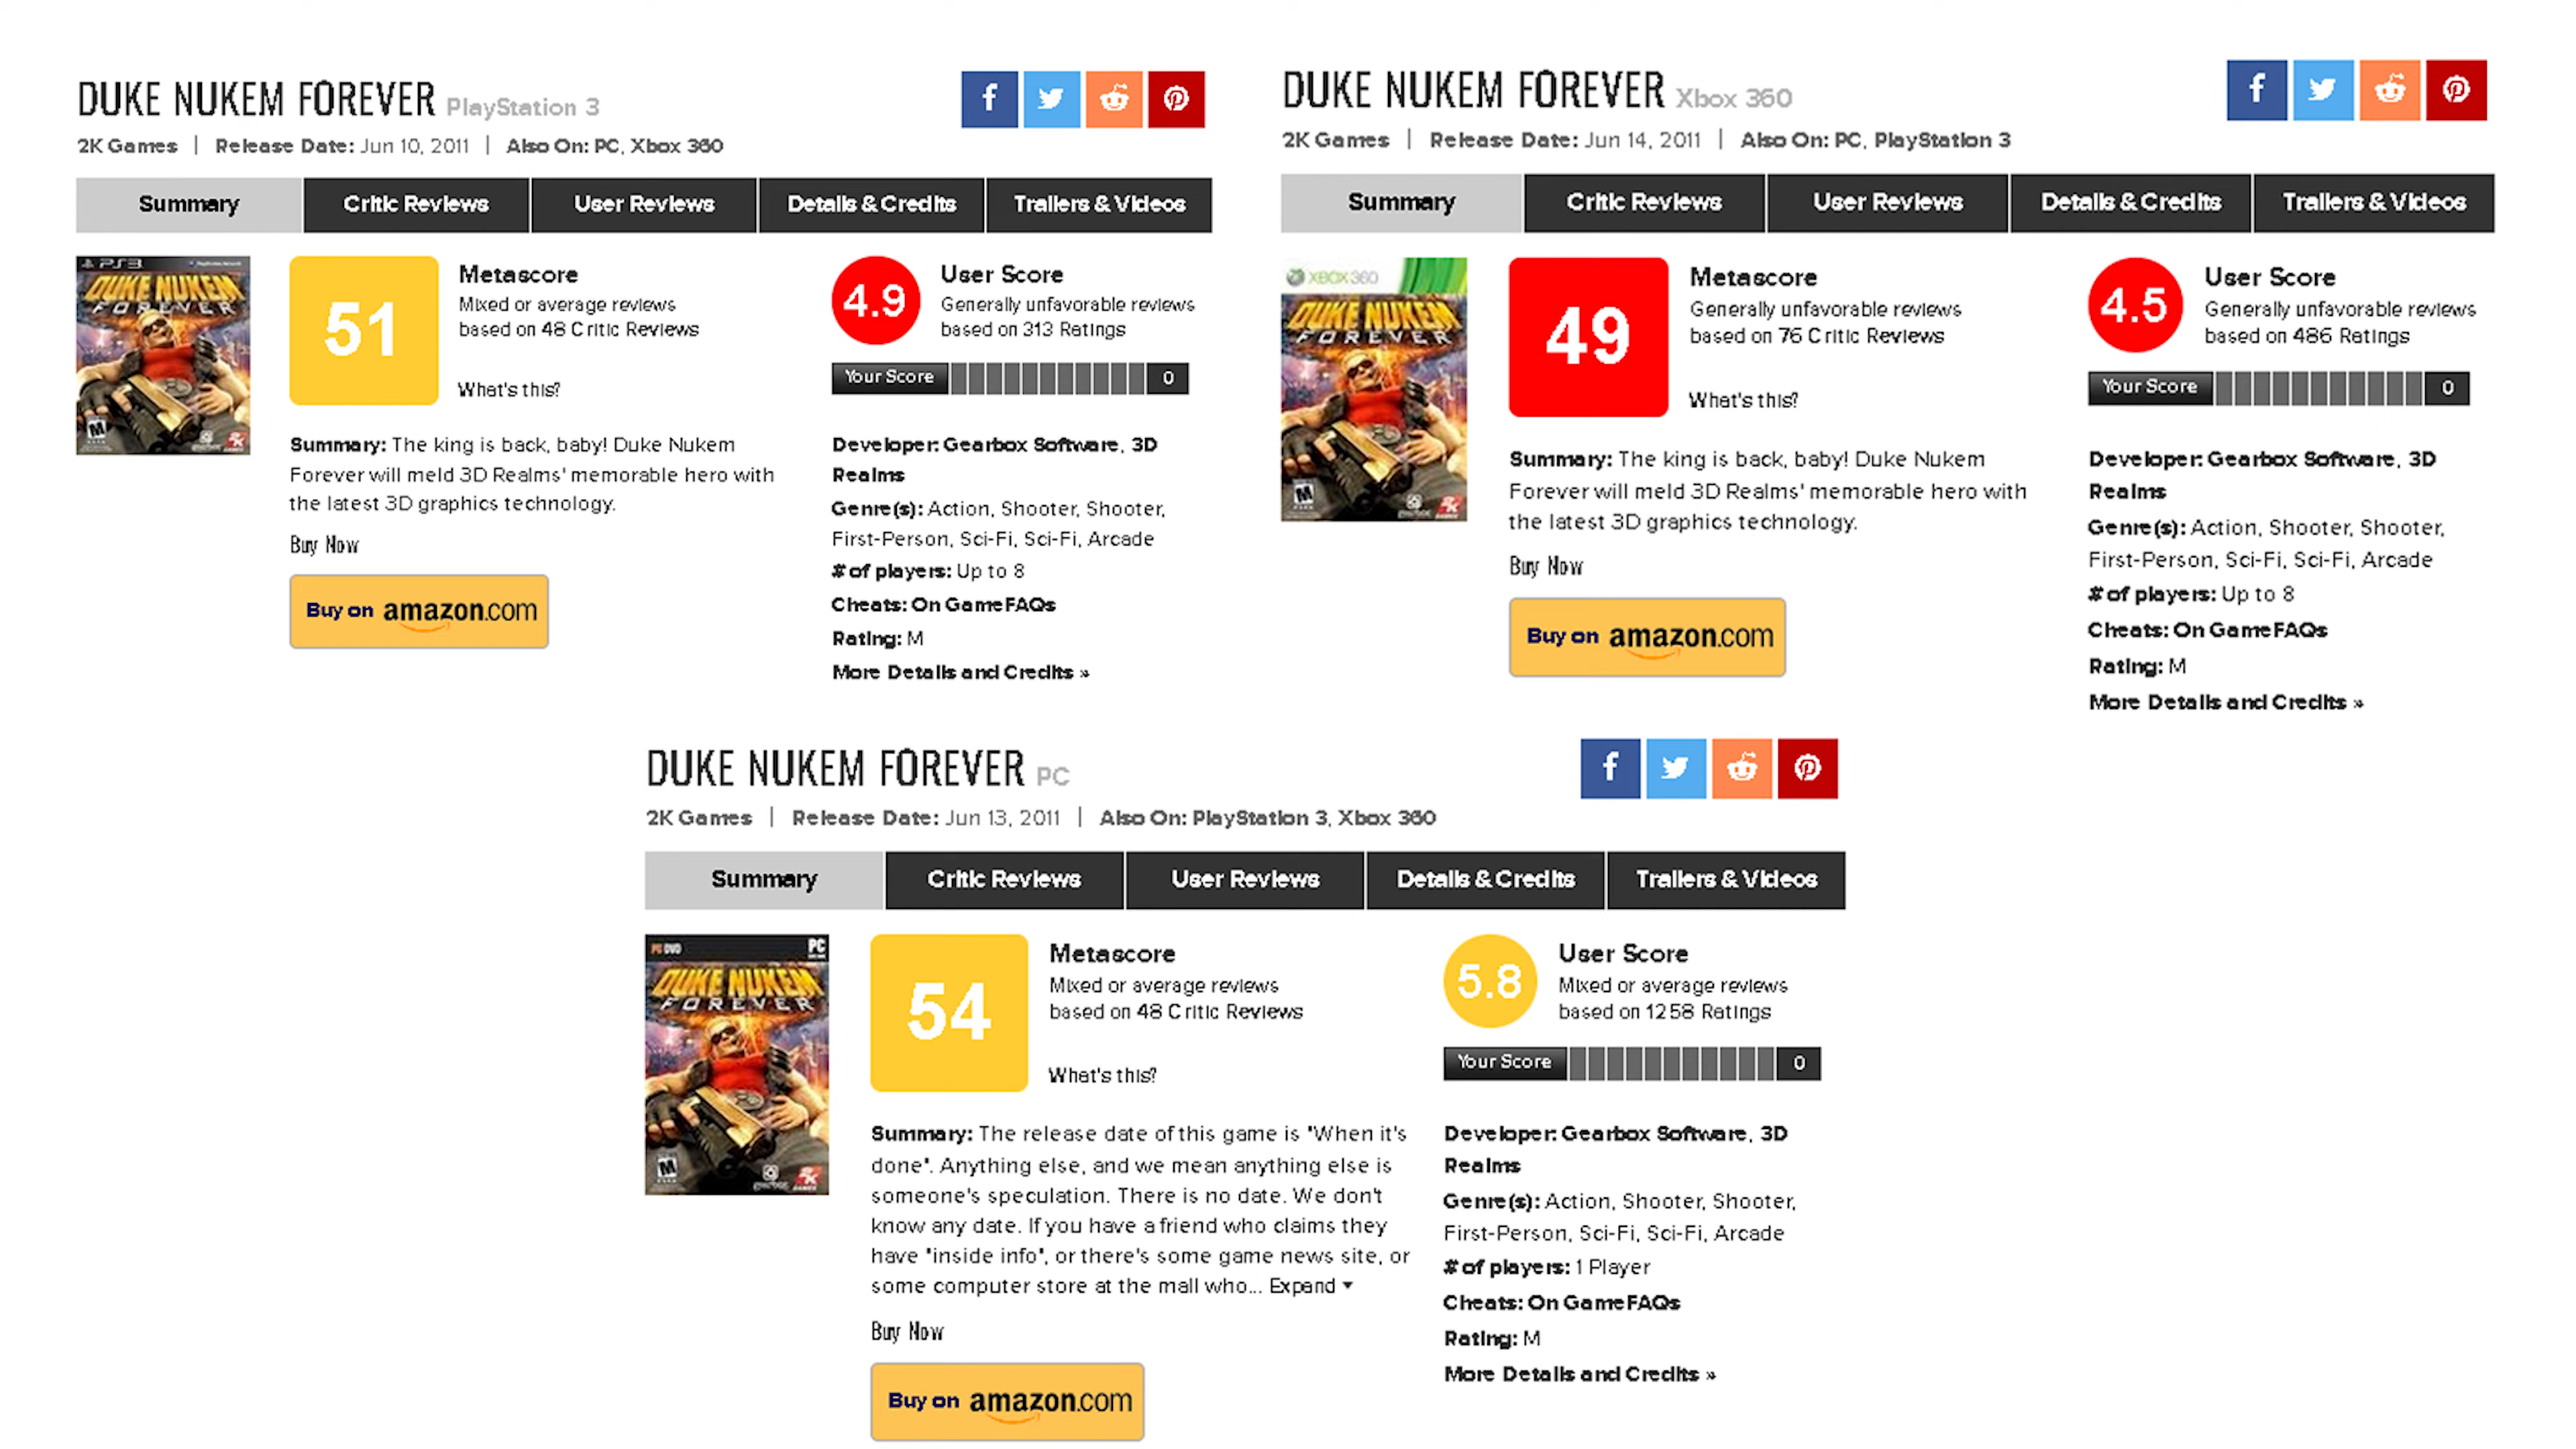 DUKE NUKEM FOREVER PlayStation 3
2K Games | Release Date: Jun 10, 2011 | Also On: PC, Xbox 360
Summary Critic Reviews User Reviews Details & Credits Trailers & Videos
PS3
DUKE NUKEM
FOREVER
M
2K
51
Metascore
Mixed or average reviews
based on 48 Critic Reviews
What's this?
4.9
User Score
Generally unfavorable reviews
based on 313 Ratings
Your Score 0
Summary: The king is back, baby! Duke Nukem
Forever will meld 3D Realms' memorable hero with
the latest 3D graphics technology.
Buy Now
Buy on amazon.com
Developer: Gearbox Software, 3D
Realms
Genre(s): Action, Shooter, Shooter,
First-Person, Sci-Fi, Sci-Fi, Arcade
# of players: Up to 8
Cheats: On GameFAQs
Rating: M
More Details and Credits »
DUKE NUKEM FOREVER Xbox 360
2K Games | Release Date: Jun 14, 2011 | Also On: PC, PlayStation 3
Summary Critic Reviews User Reviews Details & Credits Trailers & Videos
XBOX 360
DUKE NUKEM
FOREVER
M
2K
49
Metascore
Generally unfavorable reviews
based on 76 Critic Reviews
What's this?
4.5
User Score
Generally unfavorable reviews
based on 486 Ratings
Your Score 0
Summary: The king is back, baby! Duke Nukem
Forever will meld 3D Realms' memorable hero with
the latest 3D graphics technology.
Buy Now
Buy on amazon.com
Developer: Gearbox Software, 3D
Realms
Genre(s): Action, Shooter, Shooter,
First-Person, Sci-Fi, Sci-Fi, Arcade
# of players: Up to 8
Cheats: On GameFAQs
Rating: M
More Details and Credits »
DUKE NUKEM FOREVER PC
2K Games | Release Date: Jun 13, 2011 | Also On: PlayStation 3, Xbox 360
Summary Critic Reviews User Reviews Details & Credits Trailers & Videos
PC DVD PC
DUKE NUKEM
FOREVER
M
2K
54
Metascore
Mixed or average reviews
based on 48 Critic Reviews
What's this?
5.8
User Score
Mixed or average reviews
based on 1258 Ratings
Your Score 0
Summary: The release date of this game is "When it's
done". Anything else, and we mean anything else is
someone's speculation. There is no date. We don't
know any date. If you have a friend who claims they
have "inside info", or there's some game news site, or
some computer store at the mall who... Expand
Buy Now
Buy on amazon.com
Developer: Gearbox Software, 3D
Realms
Genre(s): Action, Shooter, Shooter,
First-Person, Sci-Fi, Sci-Fi, Arcade
# of players: 1 Player
Cheats: On GameFAQs
Rating: M
More Details and Credits »